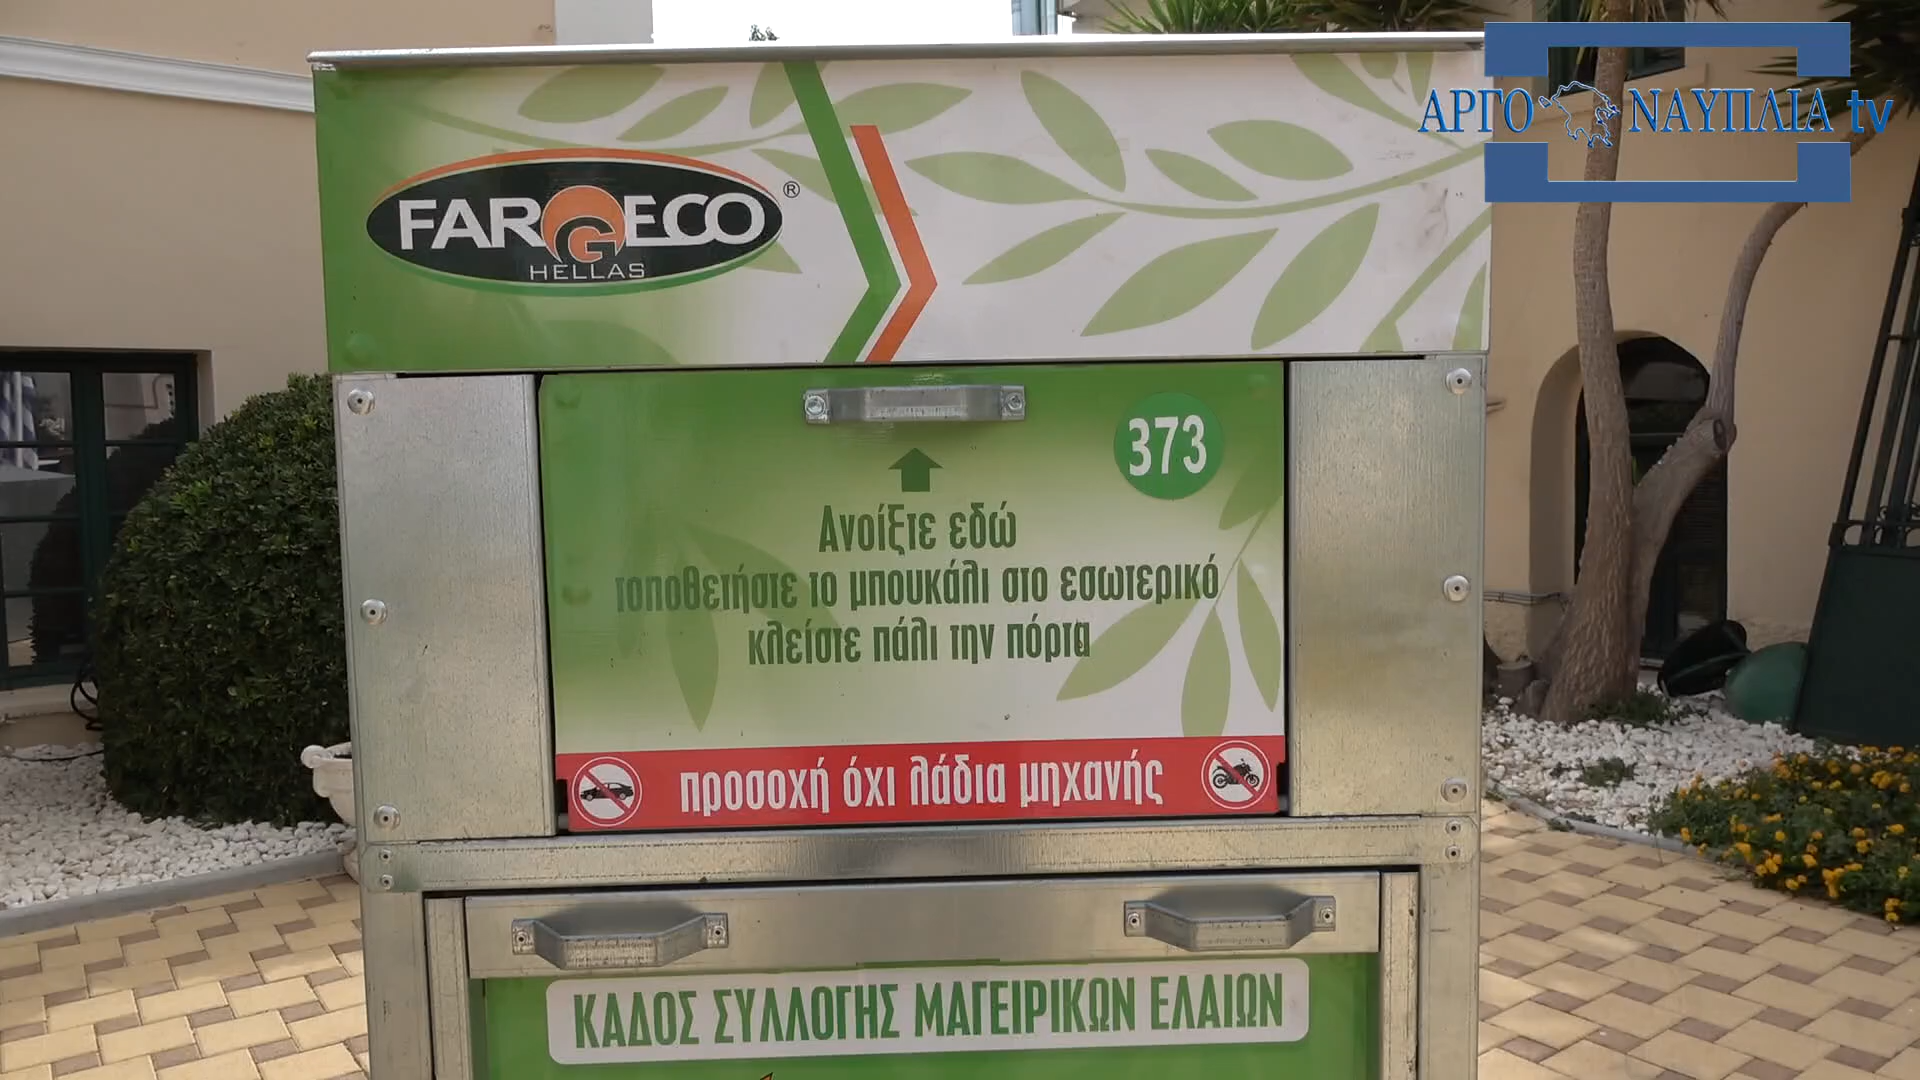 ΑΡΓΟ ΝΑΥΠΛΙΑ tv
FARGECO ®
HELLAS
373
Ανοίξτε εδώ
τοποθετήστε το μπουκάλι στο εσωτερικό
κλείστε πάλι την πόρτα
προσοχή όχι λάδια μηχανής
ΚΑΔΟΣ ΣΥΛΛΟΓΗΣ ΜΑΓΕΙΡΙΚΩΝ ΕΛΑΙΩΝ